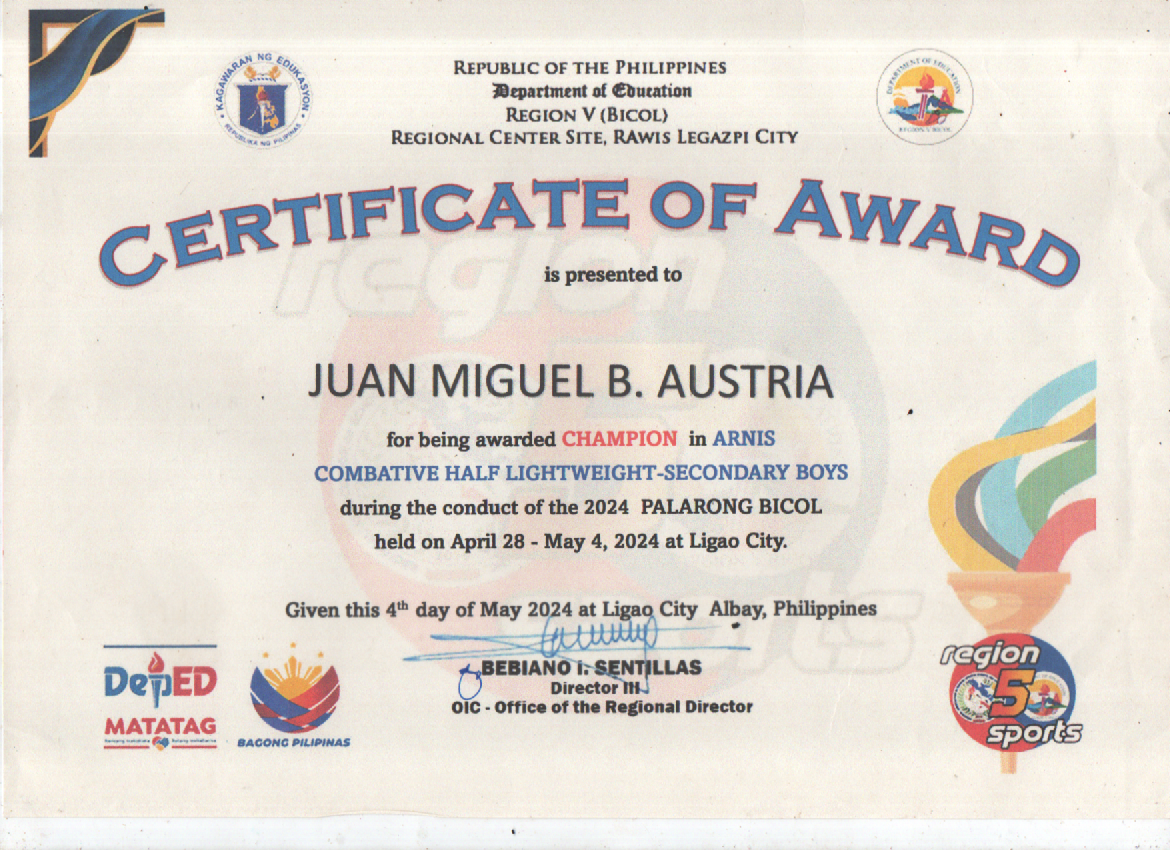 KAGAWARAN NG EDUKASYON
REPUBLIKA NG PILIPINAS
REPUBLIC OF THE PHILIPPINES
Department of Education
REGION V (BICOL)
REGIONAL CENTER SITE, RAWIS LEGAZPI CITY
DEPARTMENT OF EDUCATION
REGION V BICOL
CERTIFICATE OF AWARD
is presented to
JUAN MIGUEL B. AUSTRIA
for being awarded CHAMPION in ARNIS
COMBATIVE HALF LIGHTWEIGHT-SECONDARY BOYS
during the conduct of the 2024 PALARONG BICOL
held on April 28 - May 4, 2024 at Ligao City.
Given this 4th day of May 2024 at Ligao City Albay, Philippines
BEBIANO I. SENTILLAS
Director III
OIC - Office of the Regional Director
DepED
MATATAG
BAGONG PILIPINAS
region
5
sports
region
sports